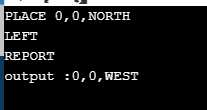 PLACE 0,0,NORTH
LEFT
REPORT
output :0,0,WEST